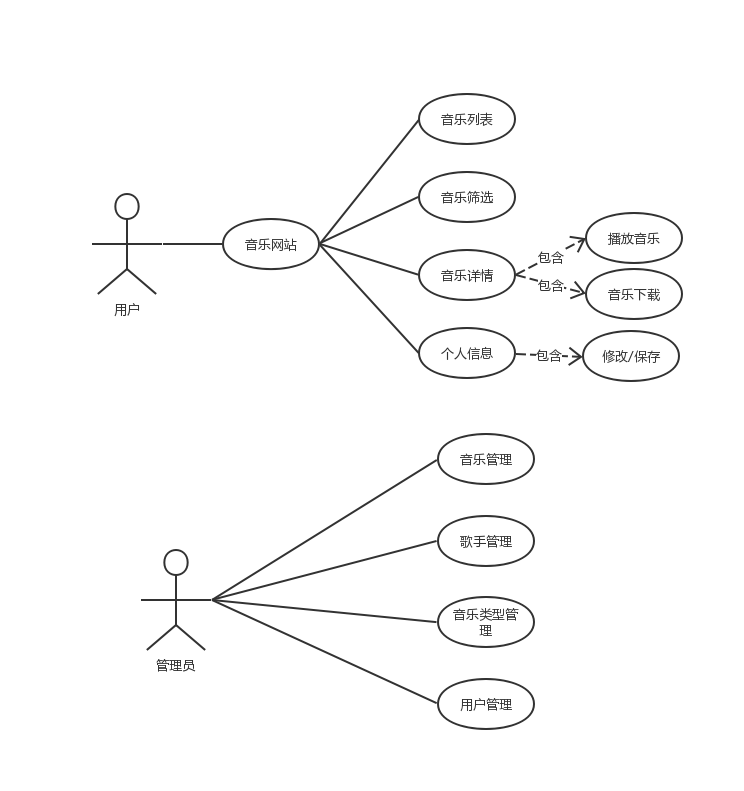 音乐列表
音乐筛选
播放音乐
音乐网站
包含
音乐详情
包含
音乐下载
用户
个人信息
包含
修改/保存
音乐管理
歌手管理
音乐类型管
理
管理员
用户管理